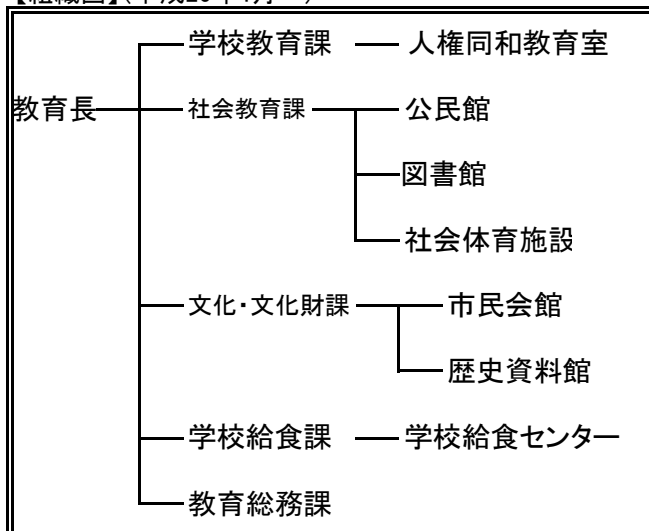 学校教育課 人権同和教育室
教育長 社会教育課 公民館
図書館
社会体育施設
文化・文化財課 市民会館
歴史資料館
学校給食課 学校給食センター
教育総務課